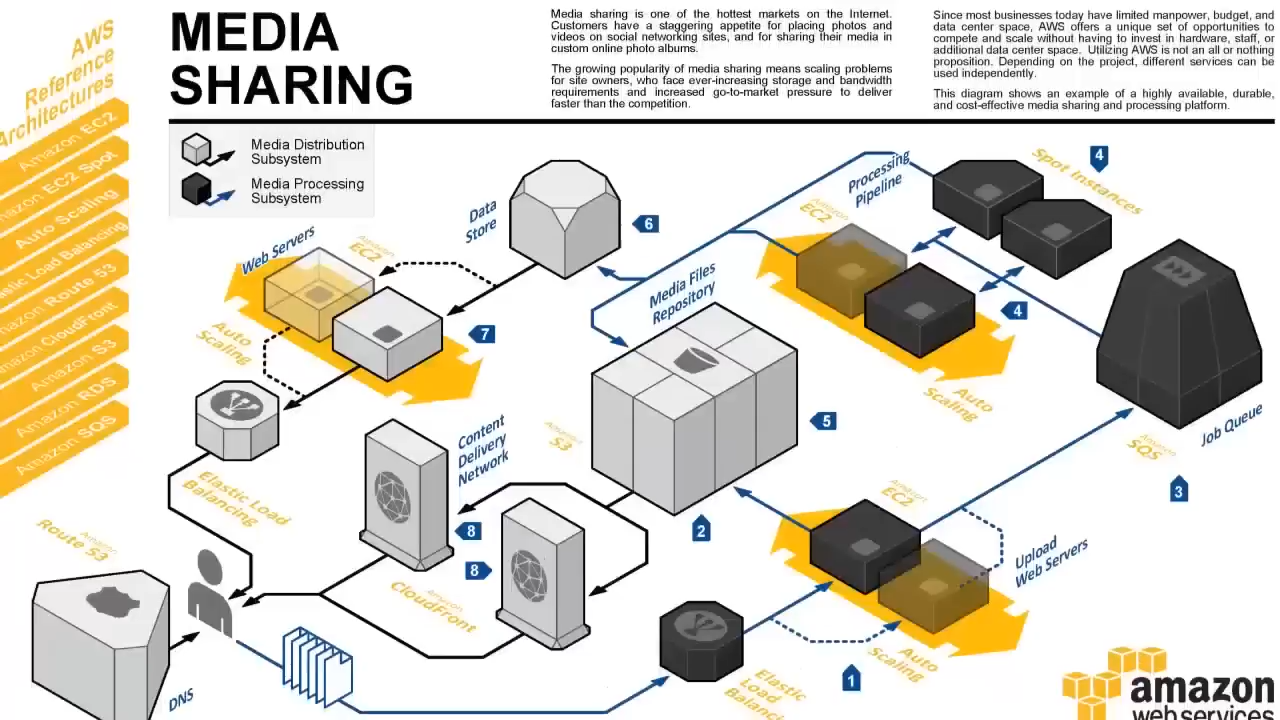 AWS
Reference
Architectures
Amazon EC2
Amazon EC2 Spot
Auto Scaling
Elastic Load Balancing
Amazon Route 53
Amazon CloudFront
Amazon S3
Amazon RDS
Amazon SQS
MEDIA
SHARING
Media sharing is one of the hottest markets on the Internet.
Customers have a staggering appetite for placing photos and
videos on social networking sites, and for sharing their media in
custom online photo albums.
The growing popularity of media sharing means scaling problems
for site owners, who face ever-increasing storage and bandwidth
requirements and increased go-to-market pressure to deliver
faster than the competition.
Since most businesses today have limited manpower, budget, and
data center space, AWS offers a unique set of opportunities to
compete and scale without having to invest in hardware, staff, or
additional data center space. Utilizing AWS is not an all or nothing
proposition. Depending on the project, different services can be
used independently.
This diagram shows an example of a highly available, durable,
and cost-effective media sharing and processing platform.
Media Distribution
Subsystem
Media Processing
Subsystem
Data
Store
6
Web Servers
Amazon
EC2
Auto
Scaling
7
Elastic Load
Balancing
Amazon
Route 53
DNS
Content
Delivery
Network
8
8
Amazon
CloudFront
Media Files
Repository
Amazon
S3
5
2
Processing
Pipeline
Amazon
EC2
Spot Instances
4
4
Auto
Scaling
Amazon
SQS
Job Queue
3
Amazon
EC2
Upload
Web Servers
Auto
Scaling
1
Elastic
Load
Balancing
amazon
web services